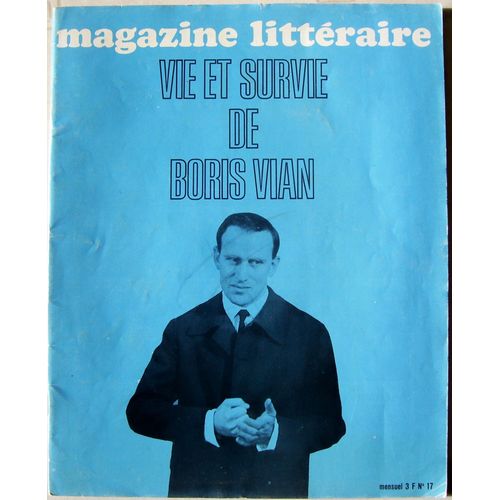 magazine littéraire
VIE ET SURVIE
DE
BORIS VIAN
mensuel 3 F N° 17